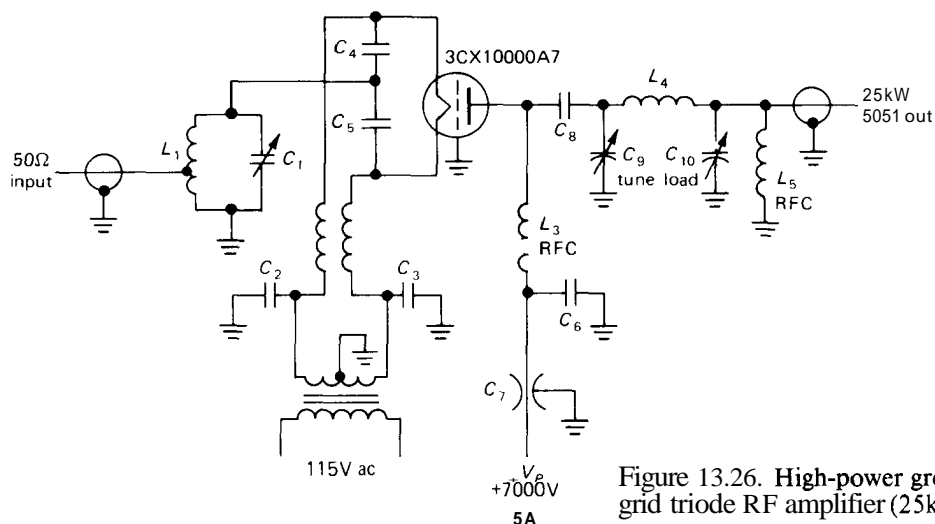 C4
3CX10000A7
L4
25kW
5051 out
C5
C8
50Ω
input
L1
C1
C9
C10
tune load
L5
RFC
L3
RFC
C2
C3
C6
C7
115V ac
Vp
+7000V
5A
Figure 13.26. High-power gro
grid triode RF amplifier (25k